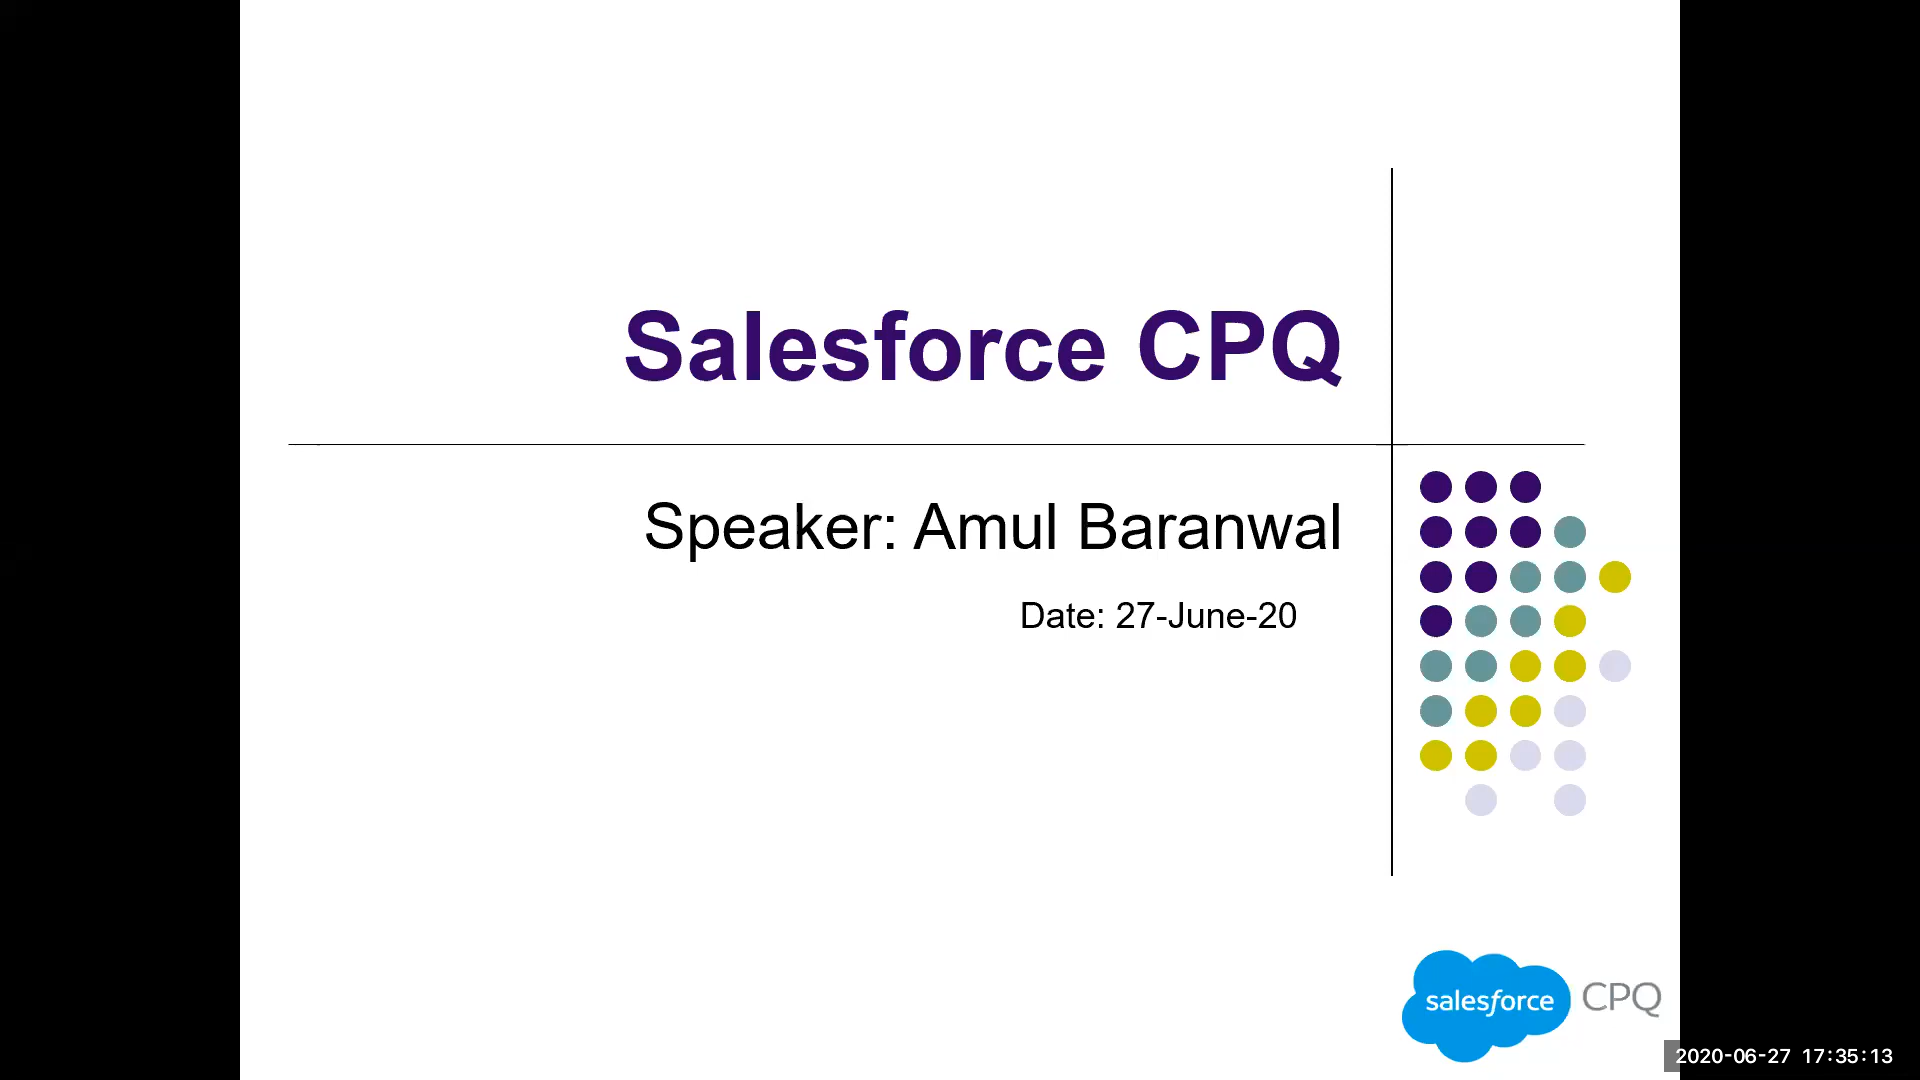 Salesforce CPQ
Speaker: Amul Baranwal
Date: 27-June-20
salesforce CPQ
2020-06-27 17:35:13